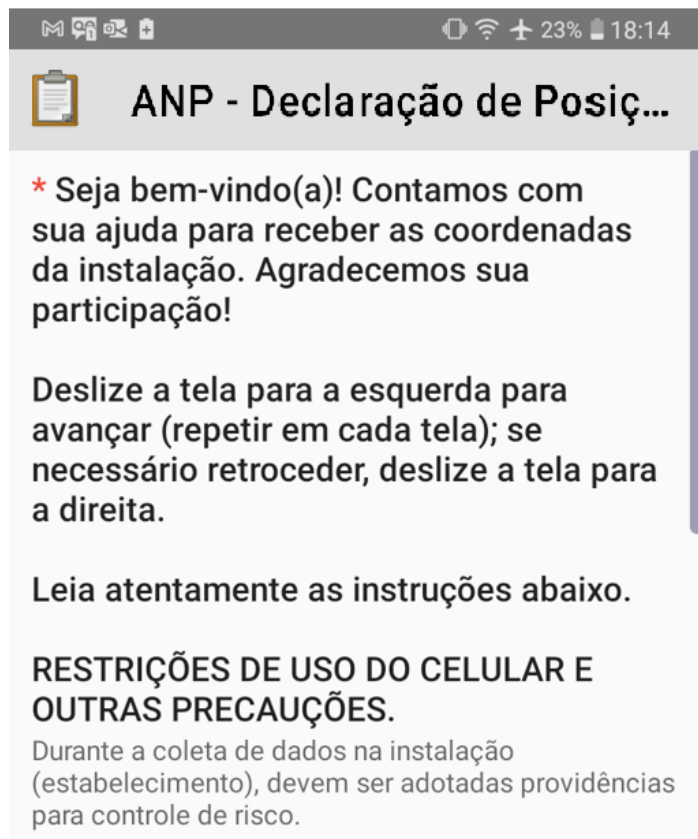 23% 18:14
ANP - Declaração de Posiç...
* Seja bem-vindo(a)! Contamos com
sua ajuda para receber as coordenadas
da instalação. Agradecemos sua
participação!
Deslize a tela para a esquerda para
avançar (repetir em cada tela); se
necessário retroceder, deslize a tela para
a direita.
Leia atentamente as instruções abaixo.
RESTRIÇÕES DE USO DO CELULAR E
OUTRAS PRECAUÇÕES.
Durante a coleta de dados na instalação
(estabelecimento), devem ser adotadas providências
para controle de risco.